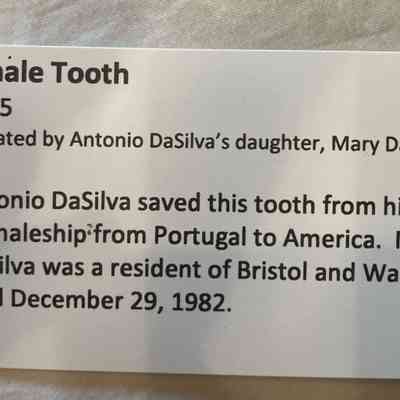 hale Tooth
5
ated by Antonio DaSilva's daughter, Mary Da
onio DaSilva saved this tooth from hi
haleship from Portugal to America.
ilva was a resident of Bristol and Wa
d December 29, 1982.